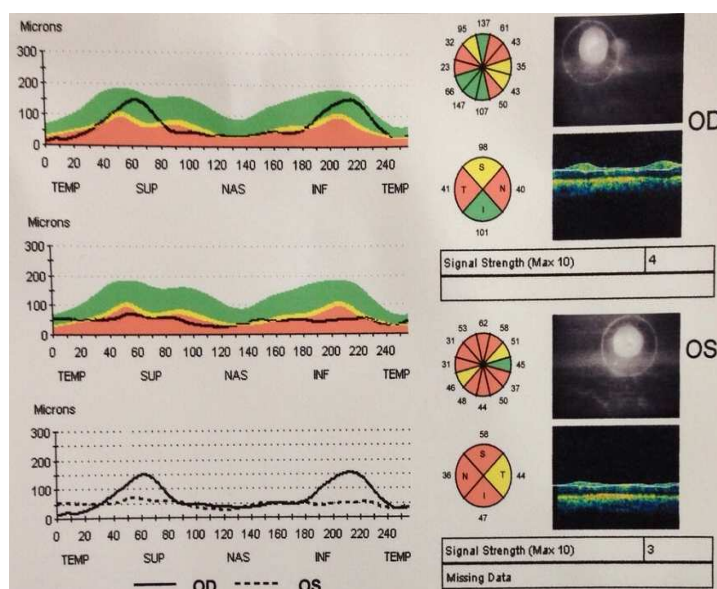 Microns
300
200
100
0
0 20 40 60 80 100 120 140 160 180 200 220 240
TEMP SUP NAS INF TEMP
95 137 61
32 43
23 35
66 43
147 107 50
98
S
41 T N 40
I
101
OD
Signal Strength (Max 10) 4
Microns
300
200
100
0
0 20 40 60 80 100 120 140 160 180 200 220 240
TEMP SUP NAS INF TEMP
53 62 58
31 51
31 45
46 37
48 44 50
OS
Microns
300
200
100
0
0 20 40 60 80 100 120 140 160 180 200 220 240
TEMP SUP NAS INF TEMP
OD OS
S
36 N T 44
I
47
Signal Strength (Max 10) 3
Missing Data